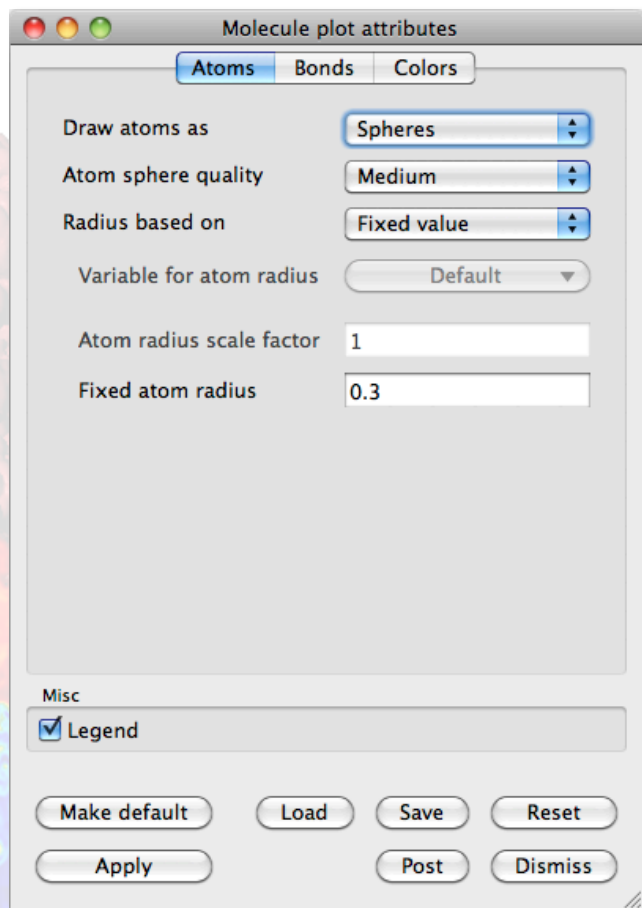 Molecule plot attributes
Atoms Bonds Colors
Draw atoms as Spheres
Atom sphere quality Medium
Radius based on Fixed value
Variable for atom radius Default
Atom radius scale factor 1
Fixed atom radius 0.3
Misc
Legend
Make default Load Save Reset
Apply Post Dismiss